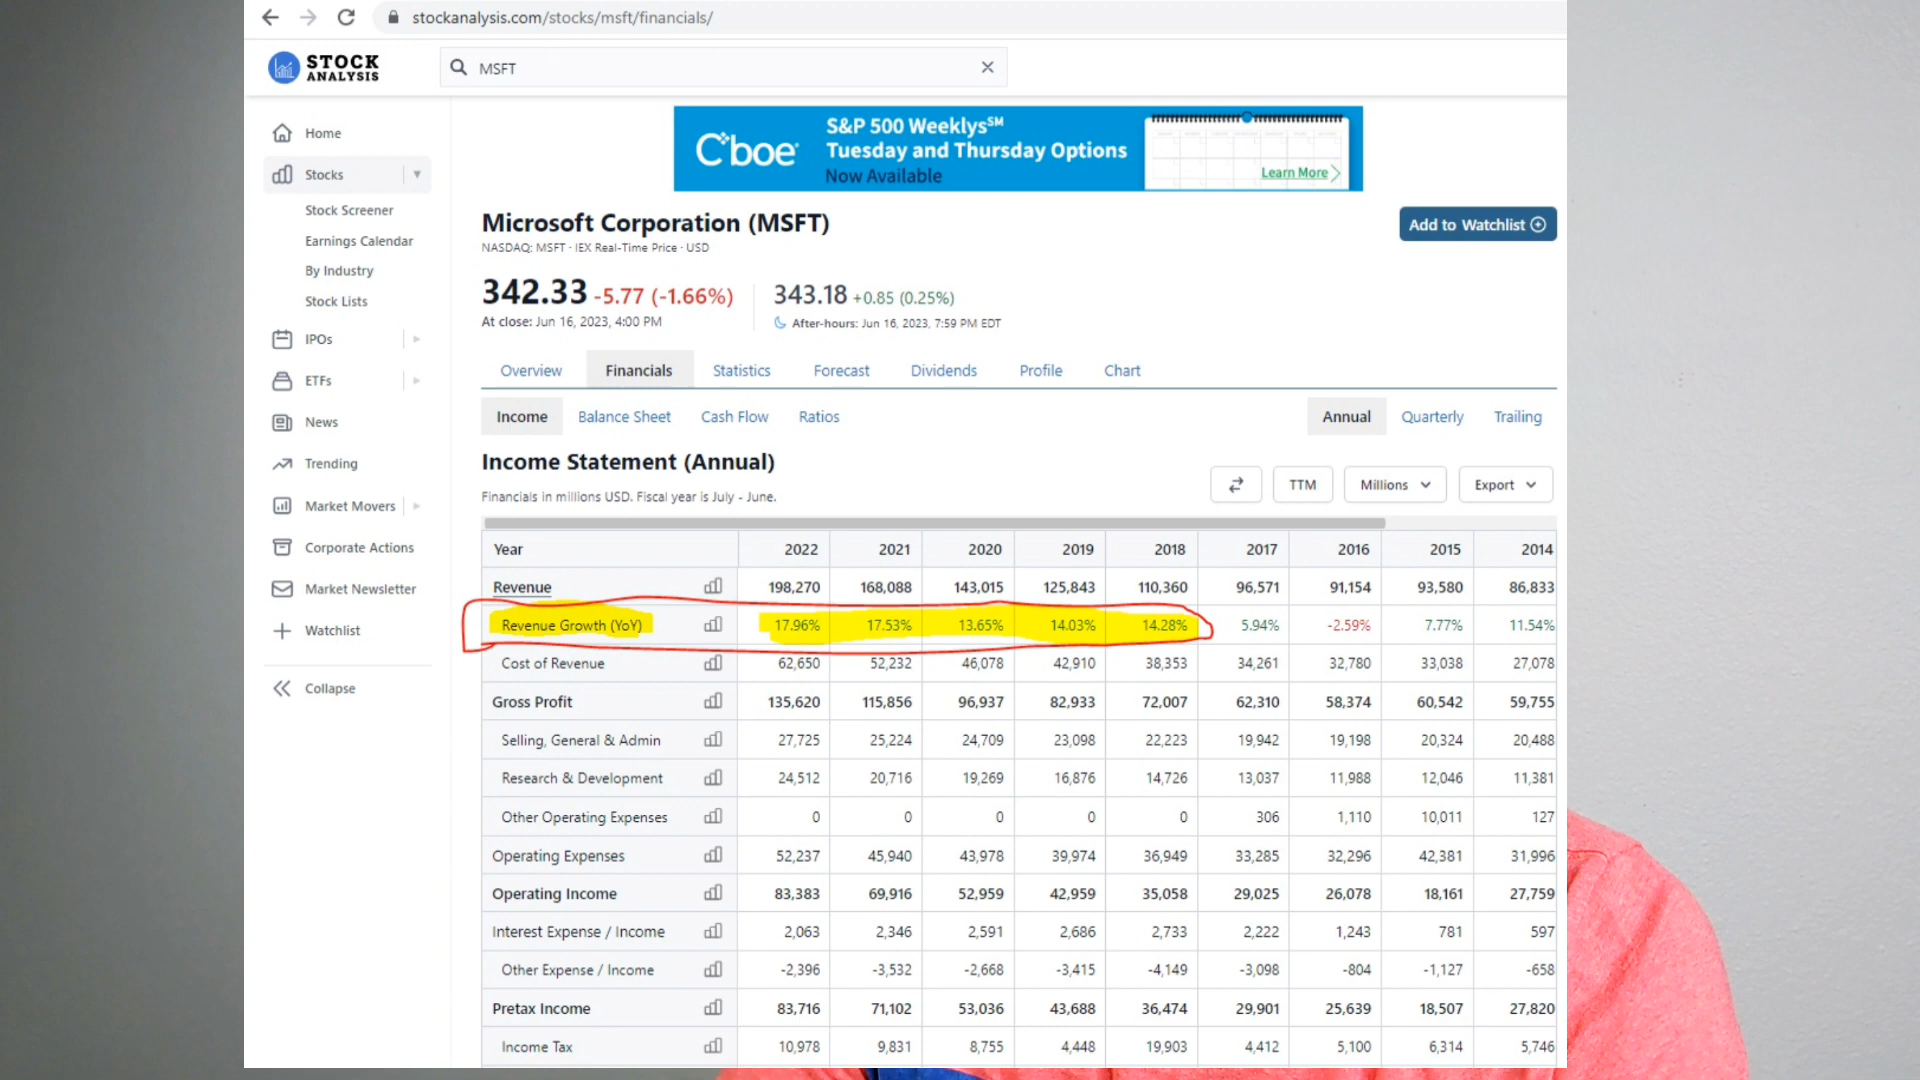 stockanalysis.com/stocks/msft/financials/
STOCK
ANALYSIS
MSFT
Home
Stocks
Stock Screener
Earnings Calendar
By Industry
Stock Lists
IPOs
ETFs
News
Trending
Market Movers
Corporate Actions
Market Newsletter
Watchlist
Collapse
Cboe
S&P 500 Weeklys℠
Tuesday and Thursday Options
Now Available
Learn More
Microsoft Corporation (MSFT)
NASDAQ: MSFT · IEX Real-Time Price · USD
Add to Watchlist
342.33 -5.77 (-1.66%)
At close: Jun 16, 2023, 4:00 PM
343.18 +0.85 (0.25%)
After-hours: Jun 16, 2023, 7:59 PM EDT
Overview Financials Statistics Forecast Dividends Profile Chart
Income Balance Sheet Cash Flow Ratios Annual Quarterly Trailing
Income Statement (Annual)
Financials in millions USD. Fiscal year is July - June.
TTM Millions Export
Year 2022 2021 2020 2019 2018 2017 2016 2015 2014
Revenue 198,270 168,088 143,015 125,843 110,360 96,571 91,154 93,580 86,833
Revenue Growth (YoY) 17.96% 17.53% 13.65% 14.03% 14.28% 5.94% -2.59% 7.77% 11.54%
Cost of Revenue 62,650 52,232 46,078 42,910 38,353 34,261 32,780 33,038 27,078
Gross Profit 135,620 115,856 96,937 82,933 72,007 62,310 58,374 60,542 59,755
Selling, General & Admin 27,725 25,224 24,709 23,098 22,223 19,942 19,198 20,324 20,488
Research & Development 24,512 20,716 19,269 16,876 14,726 13,037 11,988 12,046 11,381
Other Operating Expenses 0 0 0 0 0 306 1,110 10,011 127
Operating Expenses 52,237 45,940 43,978 39,974 36,949 33,285 32,296 42,381 31,996
Operating Income 83,383 69,916 52,959 42,959 35,058 29,025 26,078 18,161 27,759
Interest Expense / Income 2,063 2,346 2,591 2,686 2,733 2,222 1,243 781 597
Other Expense / Income -2,396 -3,532 -2,668 -3,415 -4,149 -3,098 -804 -1,127 -658
Pretax Income 83,716 71,102 53,036 43,688 36,474 29,901 25,639 18,507 27,820
Income Tax 10,978 9,831 8,755 4,448 19,903 4,412 5,100 6,314 5,746